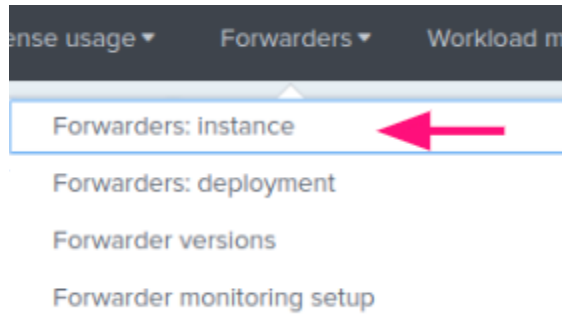 ense usage ▾ Forwarders ▾ Workload m
Forwarders: instance
Forwarders: deployment
Forwarder versions
Forwarder monitoring setup